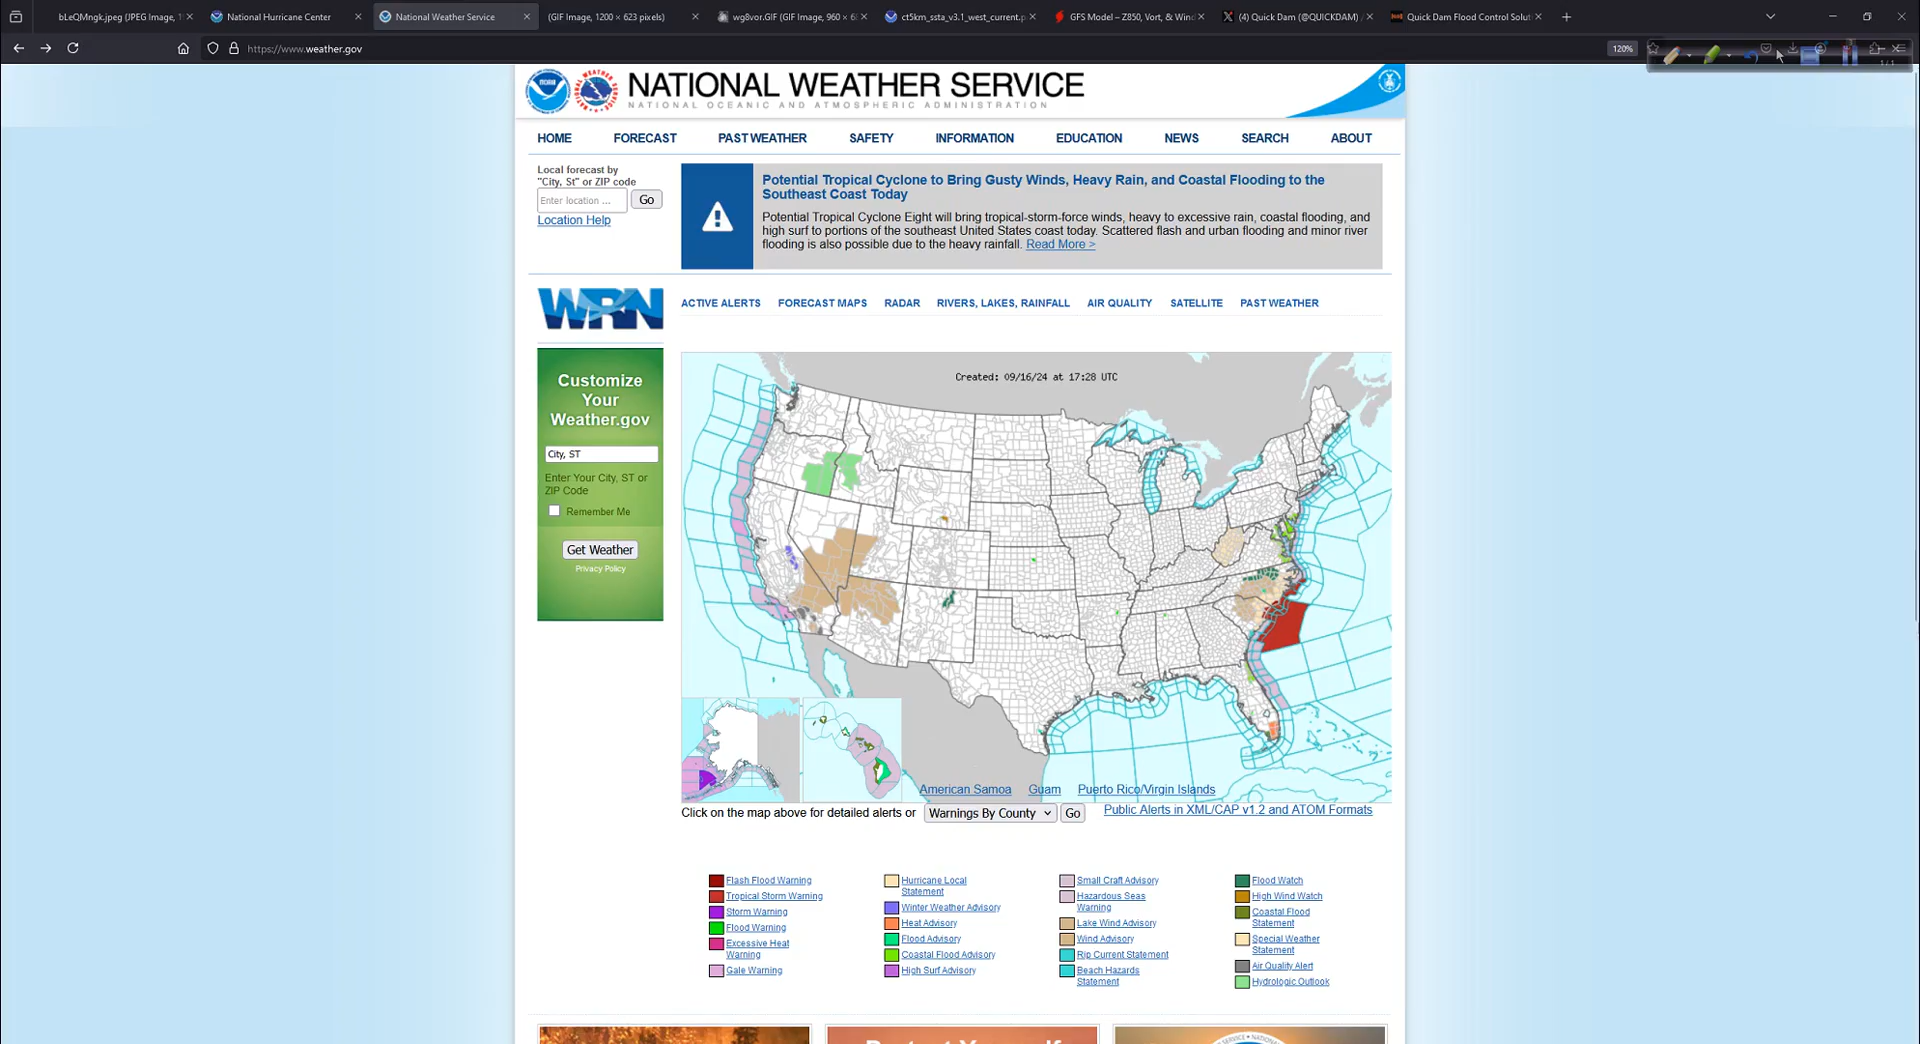 bLeQMngk.jpeg (JPEG Image, 1
National Hurricane Center
National Weather Service
(GIF Image, 1200 × 623 pixels)
wg8vor.GIF (GIF Image, 960 × 6
ct5km_ssta_v3.1_west_current.p
GFS Model – Z850, Vort, & Wind
(4) Quick Dam (@QUICKDAM) /
Quick Dam Flood Control Solut
https://www.weather.gov
120%
1/1
NATIONAL WEATHER SERVICE
NATIONAL OCEANIC AND ATMOSPHERIC ADMINISTRATION
HOME FORECAST PAST WEATHER SAFETY INFORMATION EDUCATION NEWS SEARCH ABOUT
Local forecast by
"City, St" or ZIP code
Enter location ...
Go
Location Help
Potential Tropical Cyclone to Bring Gusty Winds, Heavy Rain, and Coastal Flooding to the
Southeast Coast Today
Potential Tropical Cyclone Eight will bring tropical-storm-force winds, heavy to excessive rain, coastal flooding, and
high surf to portions of the southeast United States coast today. Scattered flash and urban flooding and minor river
flooding is also possible due to the heavy rainfall. Read More >
WRN
ACTIVE ALERTS FORECAST MAPS RADAR RIVERS, LAKES, RAINFALL AIR QUALITY SATELLITE PAST WEATHER
Customize
Your
Weather.gov
City, ST
Enter Your City, ST or
ZIP Code
Remember Me
Get Weather
Privacy Policy
Created: 09/16/24 at 17:28 UTC
American Samoa Guam Puerto Rico/Virgin Islands
Click on the map above for detailed alerts or Warnings By County Go
Public Alerts in XML/CAP v1.2 and ATOM Formats
Flash Flood Warning
Tropical Storm Warning
Storm Warning
Flood Warning
Excessive Heat
Warning
Gale Warning
Hurricane Local
Statement
Winter Weather Advisory
Heat Advisory
Flood Advisory
Coastal Flood Advisory
High Surf Advisory
Small Craft Advisory
Hazardous Seas
Warning
Lake Wind Advisory
Wind Advisory
Rip Current Statement
Beach Hazards
Statement
Flood Watch
High Wind Watch
Coastal Flood
Statement
Special Weather
Statement
Air Quality Alert
Hydrologic Outlook